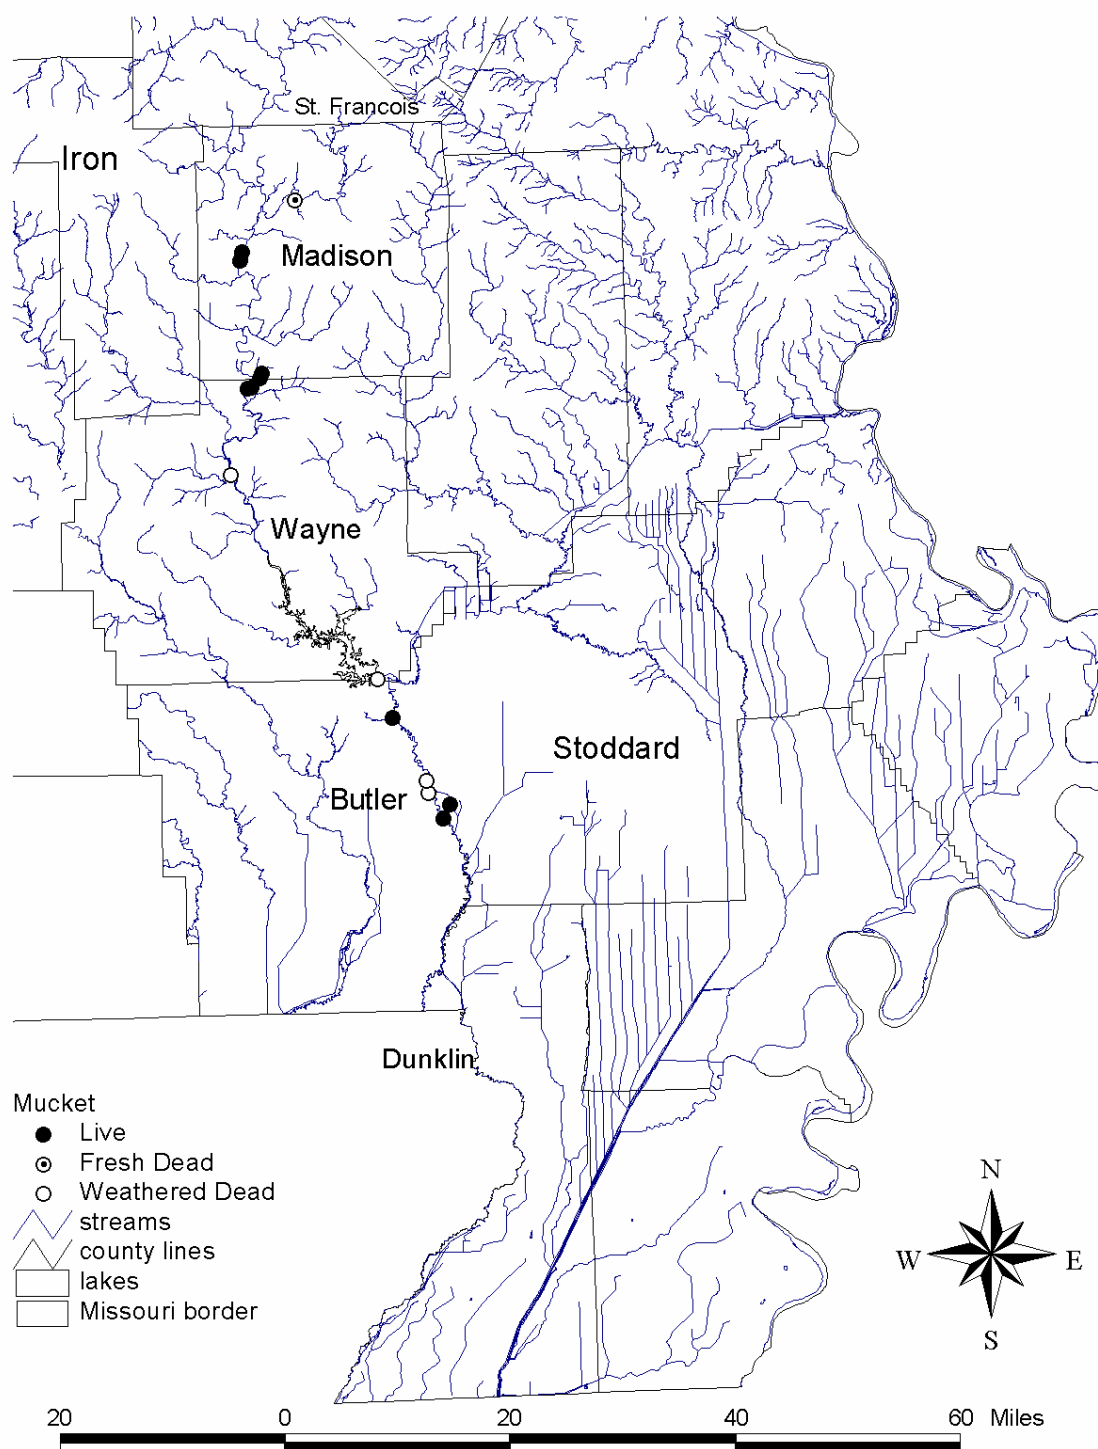 St. Francois
Iron
Madison
Wayne
Stoddard
Butler
Dunklin
Mucket
Live
Fresh Dead
Weathered Dead
streams
county lines
lakes
Missouri border
N
W E
S
20 0 20 40 60 Miles